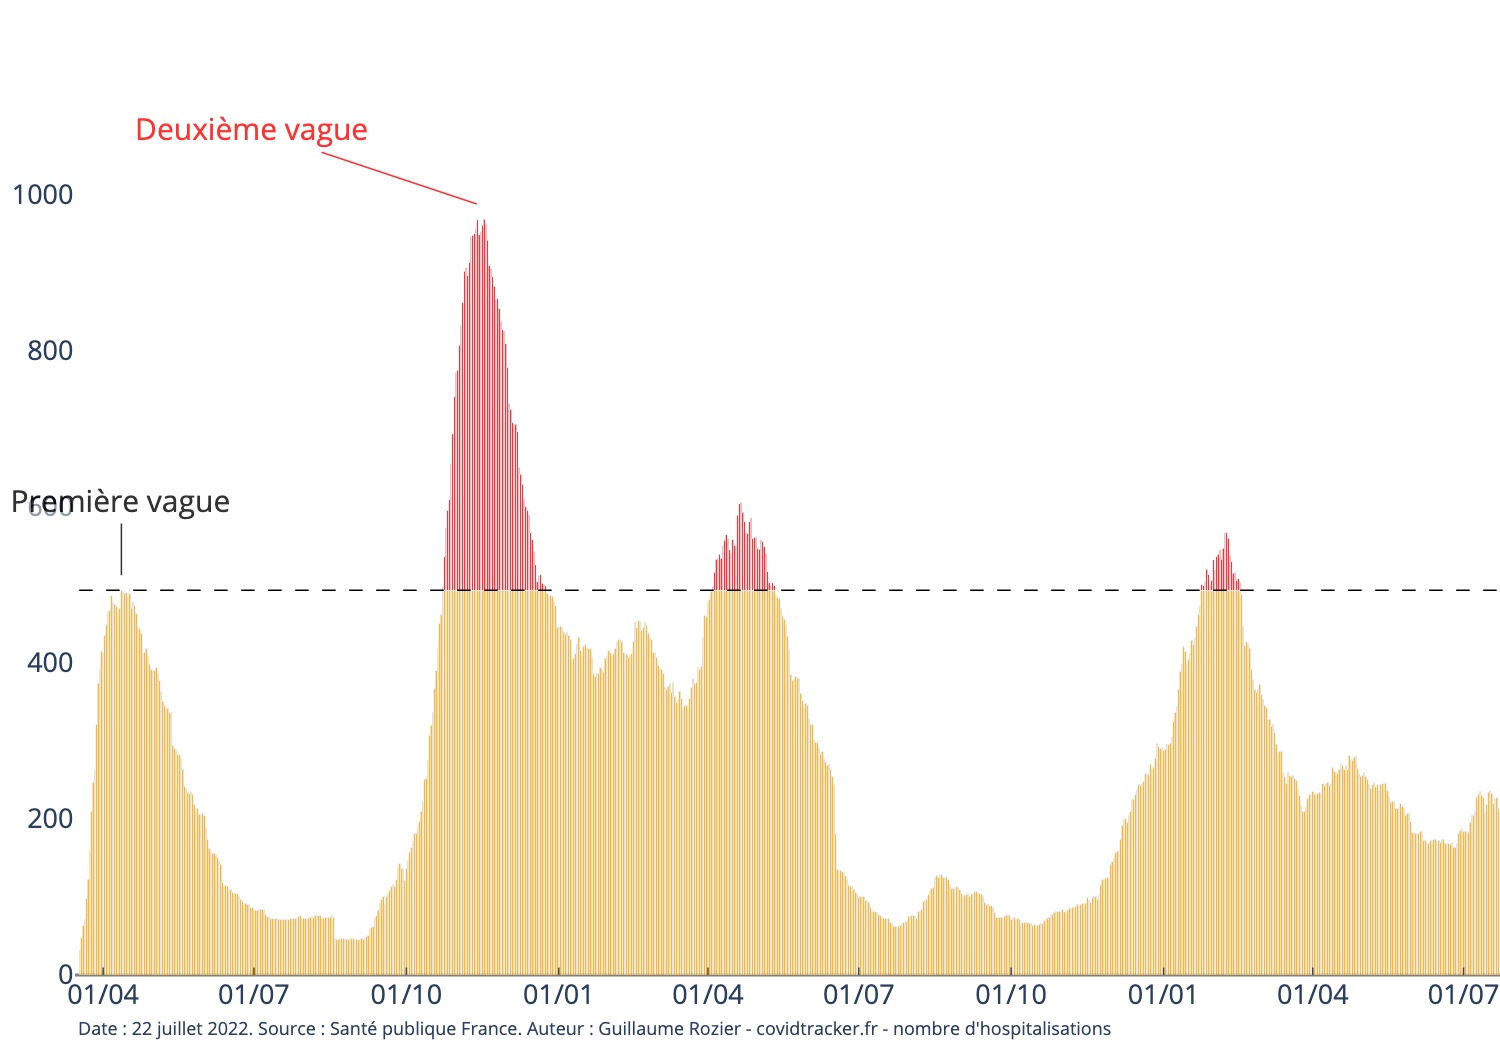 Deuxième vague
1000
800
Première vague
600
400
200
0
01/04 01/07 01/10 01/01 01/04 01/07 01/10 01/01 01/04 01/07
Date : 22 juillet 2022. Source : Santé publique France. Auteur : Guillaume Rozier - covidtracker.fr - nombre d'hospitalisations